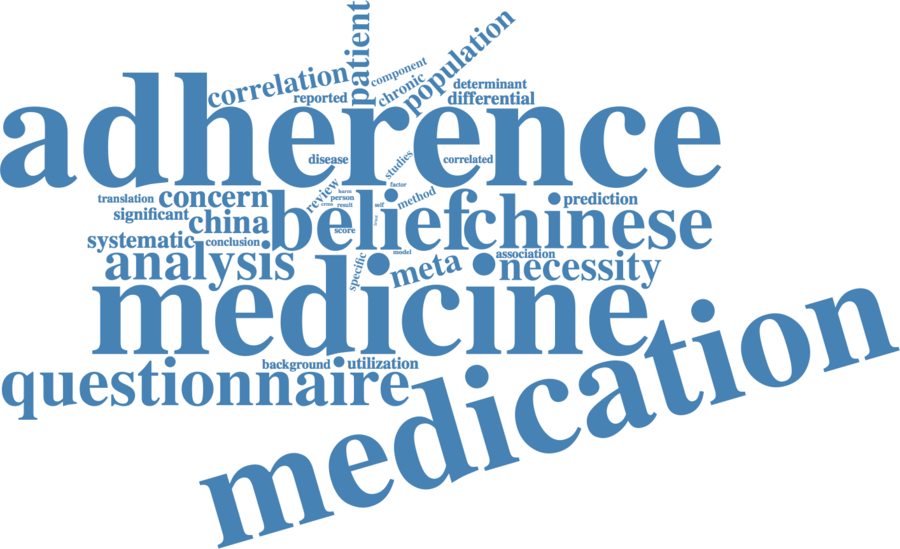 patient
population
component
correlation
chronic
determinant
reported
differential
adherence
disease
studies
correlated
factor
review
harm
translation
concern
person
method
prediction
cross
result
self
significant
china
belief
chinese
score
systematic
conclusion
model
association
analysis
specific
meta
necessity
medicine
background
utilization
questionnaire
medication